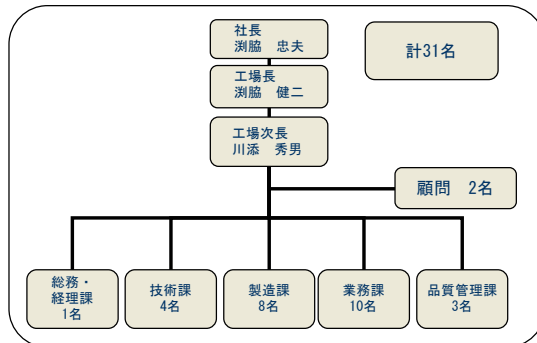 社長
渕脇　忠夫
計31名
工場長
渕脇　健二
工場次長
川添　秀男
顧問　2名
総務・
経理課
1名
技術課
4名
製造課
8名
業務課
10名
品質管理課
3名